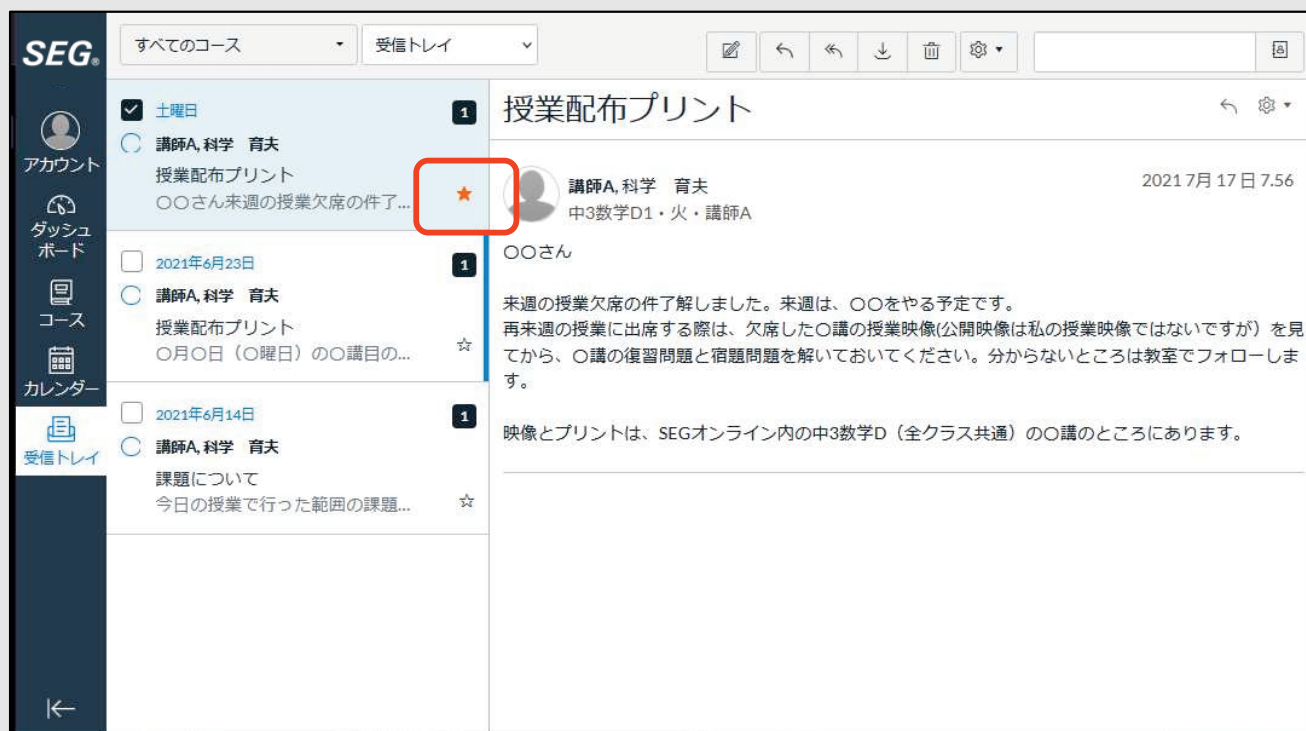 SEG®
すべてのコース
受信トレイ
アカウント
ダッシュ
ボード
コース
カレンダー
受信トレイ
土曜日
1
講師A, 科学 育夫
授業配布プリント
〇〇さん来週の授業欠席の件了...
2021年6月23日
1
講師A, 科学 育夫
授業配布プリント
〇月〇日（〇曜日）の〇講目の...
2021年6月14日
1
講師A, 科学 育夫
課題について
今日の授業で行った範囲の課題...
授業配布プリント
講師A, 科学 育夫
2021 7月 17 日 7.56
中3数学D1・火・講師A
〇〇さん
来週の授業欠席の件了解しました。来週は、〇〇をやる予定です。
再来週の授業に出席する際は、欠席した〇講の授業映像(公開映像は私の授業映像ではないですが）を見
てから、〇講の復習問題と宿題問題を解いておいてください。分からないところは教室でフォローしま
す。
映像とプリントは、SEGオンライン内の中3数学D（全クラス共通）の〇講のところにあります。